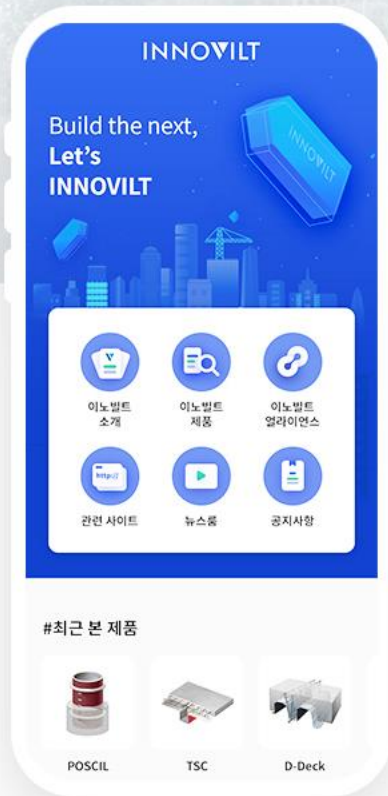 INNOVILT
Build the next,
Let's
INNOVILT
INNOVILT
이노빌트
소개
이노빌트
제품
이노빌트
얼라이언스
http://
관련 사이트
뉴스룸
공지사항
#최근 본 제품
POSCIL
TSC
D-Deck